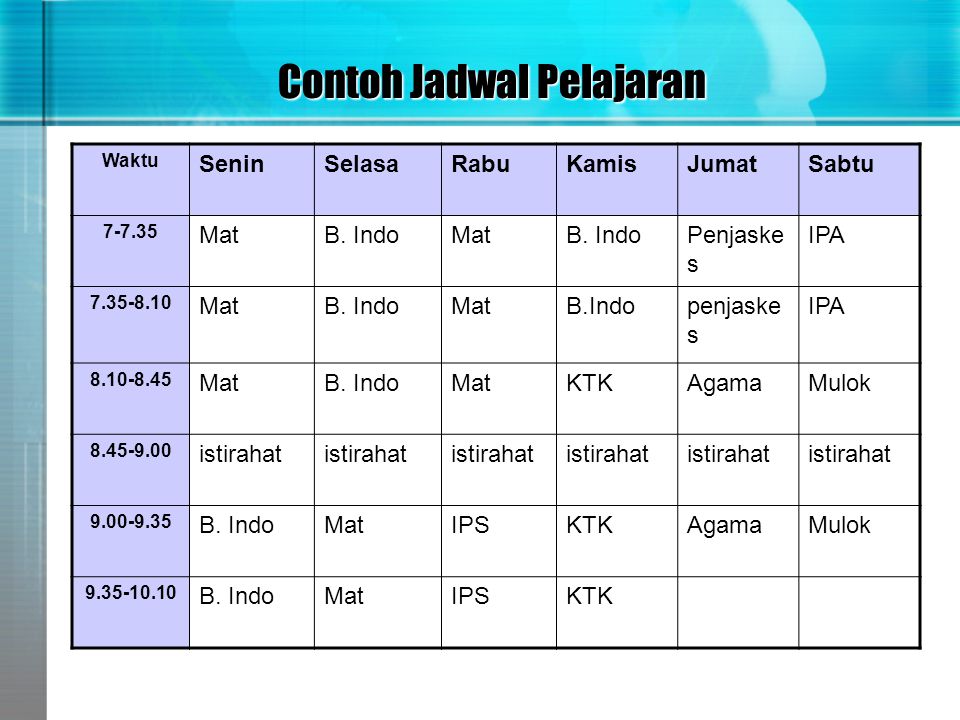 Contoh Jadwal Pelajaran
Waktu Senin Selasa Rabu Kamis Jumat Sabtu
7-7.35 Mat B. Indo Mat B. Indo Penjaske IPA
s
7.35-8.10 Mat B. Indo Mat B.Indo penjaske IPA
s
8.10-8.45 Mat B. Indo Mat KTK Agama Mulok
8.45-9.00 istirahat istirahat istirahat istirahat istirahat istirahat
9.00-9.35 B. Indo Mat IPS KTK Agama Mulok
9.35-10.10 B. Indo Mat IPS KTK